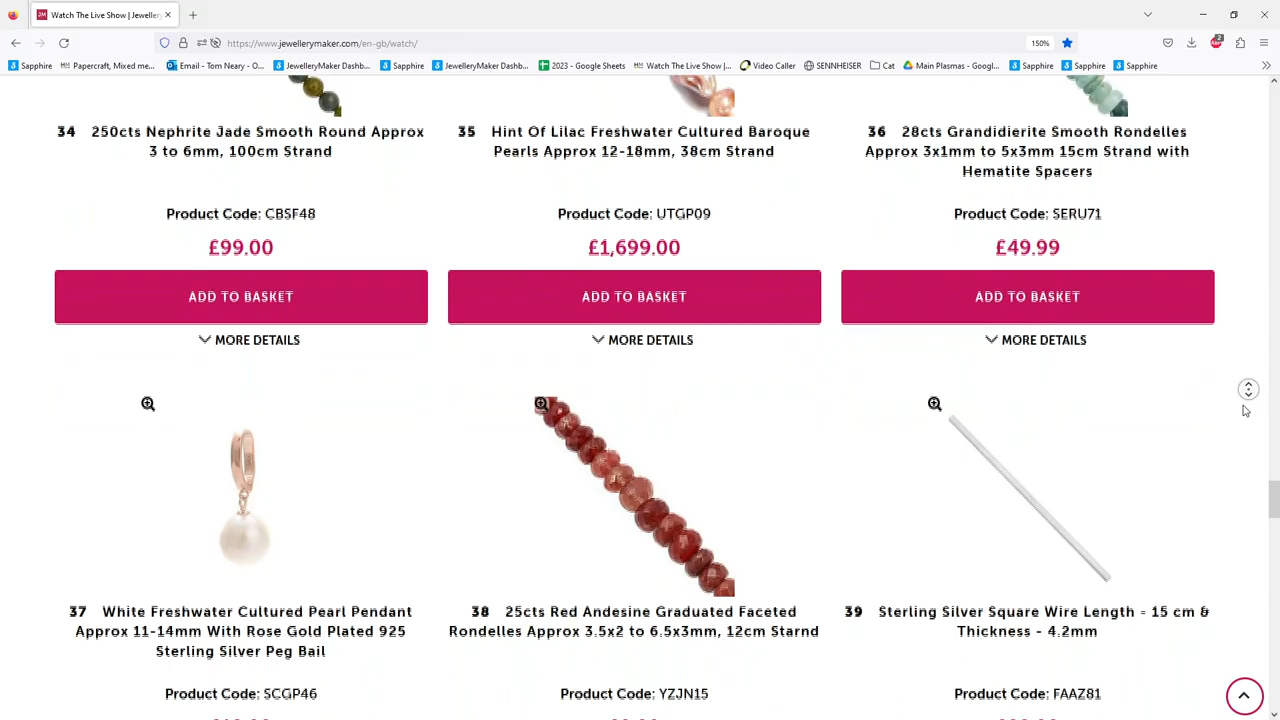 Watch The Live Show | Jeweller
https://www.jewellerymaker.com/en-gb/watch/
150%
2
Sapphire
Papercraft, Mixed me...
Email - Tom Neary - O...
JewelleryMaker Dashb...
Sapphire
JewelleryMaker Dashb...
2023 - Google Sheets
Watch The Live Show |...
Video Caller
SENNHEISER
Cat
Main Plasmas - Googl...
Sapphire
Sapphire
Sapphire
34 250cts Nephrite Jade Smooth Round Approx
3 to 6mm, 100cm Strand
Product Code: CBSF48
£99.00
ADD TO BASKET
MORE DETAILS
35 Hint Of Lilac Freshwater Cultured Baroque
Pearls Approx 12-18mm, 38cm Strand
Product Code: UTGP09
£1,699.00
ADD TO BASKET
MORE DETAILS
36 28cts Grandidierite Smooth Rondelles
Approx 3x1mm to 5x3mm 15cm Strand with
Hematite Spacers
Product Code: SERU71
£49.99
ADD TO BASKET
MORE DETAILS
37 White Freshwater Cultured Pearl Pendant
Approx 11-14mm With Rose Gold Plated 925
Sterling Silver Peg Bail
Product Code: SCGP46
38 25cts Red Andesine Graduated Faceted
Rondelles Approx 3.5x2 to 6.5x3mm, 12cm Starnd
Product Code: YZJN15
39 Sterling Silver Square Wire Length = 15 cm &
Thickness - 4.2mm
Product Code: FAAZ81